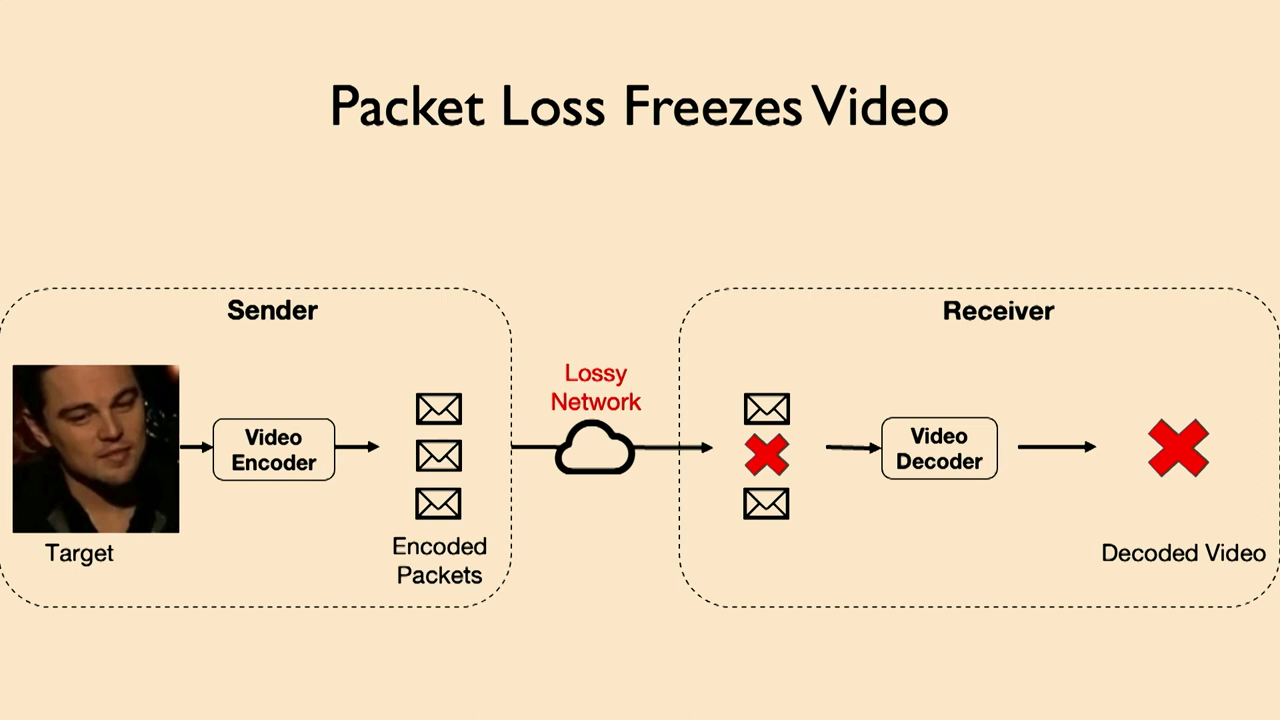 Packet Loss Freezes Video
Sender
Target
Video
Encoder
Encoded
Packets
Lossy
Network
Receiver
Video
Decoder
Decoded Video